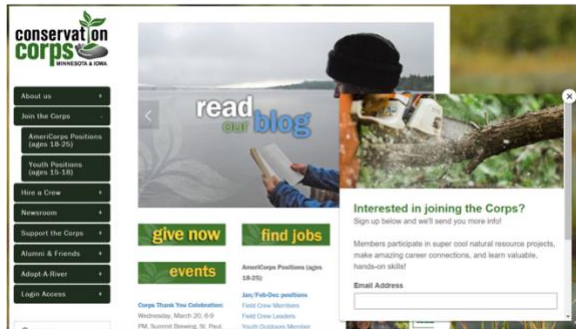 conservation
corps
MINNESOTA & IOWA
About us +
Join the Corps -
AmeriCorps Positions
(ages 18-25)
Youth Positions
(ages 15-18)
Hire a Crew +
Newsroom +
Support the Corps +
Alumni & Friends +
Adopt-A-River +
Login Access +
read
our blog
give now
find jobs
events
AmeriCorps Positions (ages
18-25):
Corps Thank You Celebration:
Wednesday, March 20, 6-9
PM, Summit Brewing, St. Paul
Jan/Feb-Dec positions
Field Crew Members
Field Crew Leaders
Youth Outdoors Member
Interested in joining the Corps?
Sign up below and we'll send you more info!
Members participate in super cool natural resource projects,
make amazing career connections, and learn valuable,
hands-on skills!
Email Address